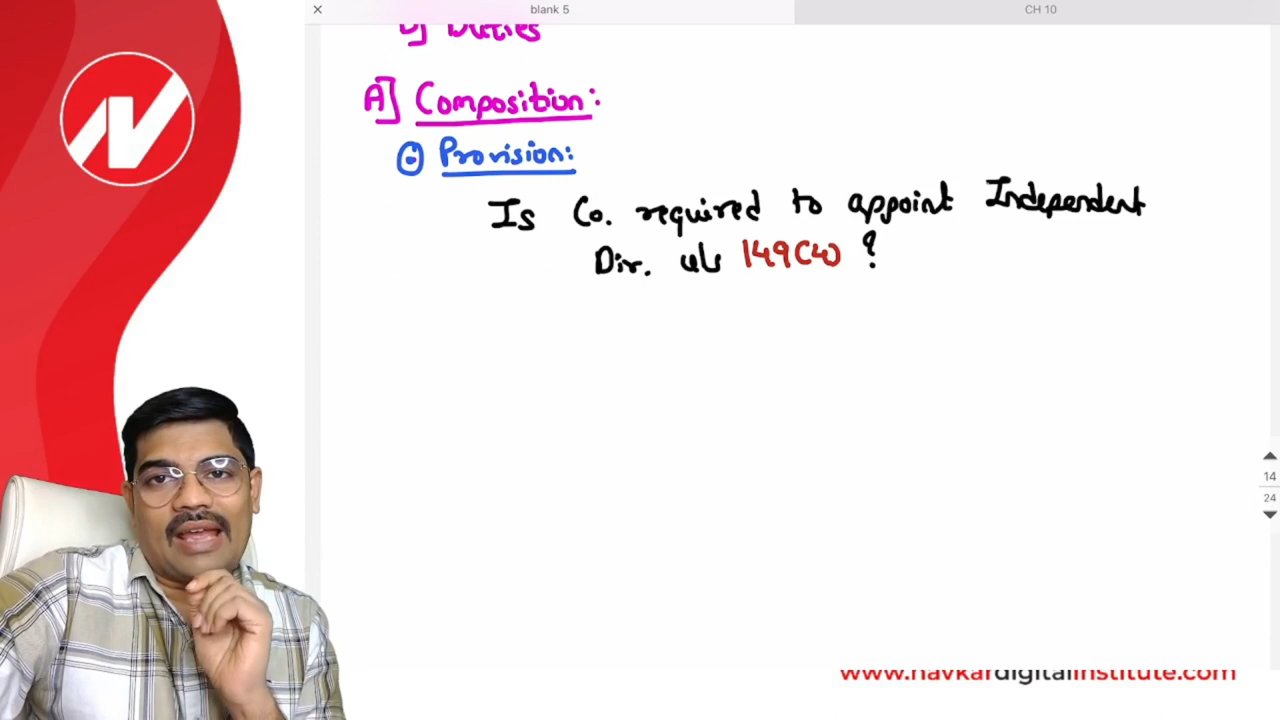 blank 5
CH 10
D] Duties
A] Composition:
Provision:
Is Co. required to appoint Independent
Dir. u/s 149(4) ?
14
24
www.navkardigitalinstitute.com